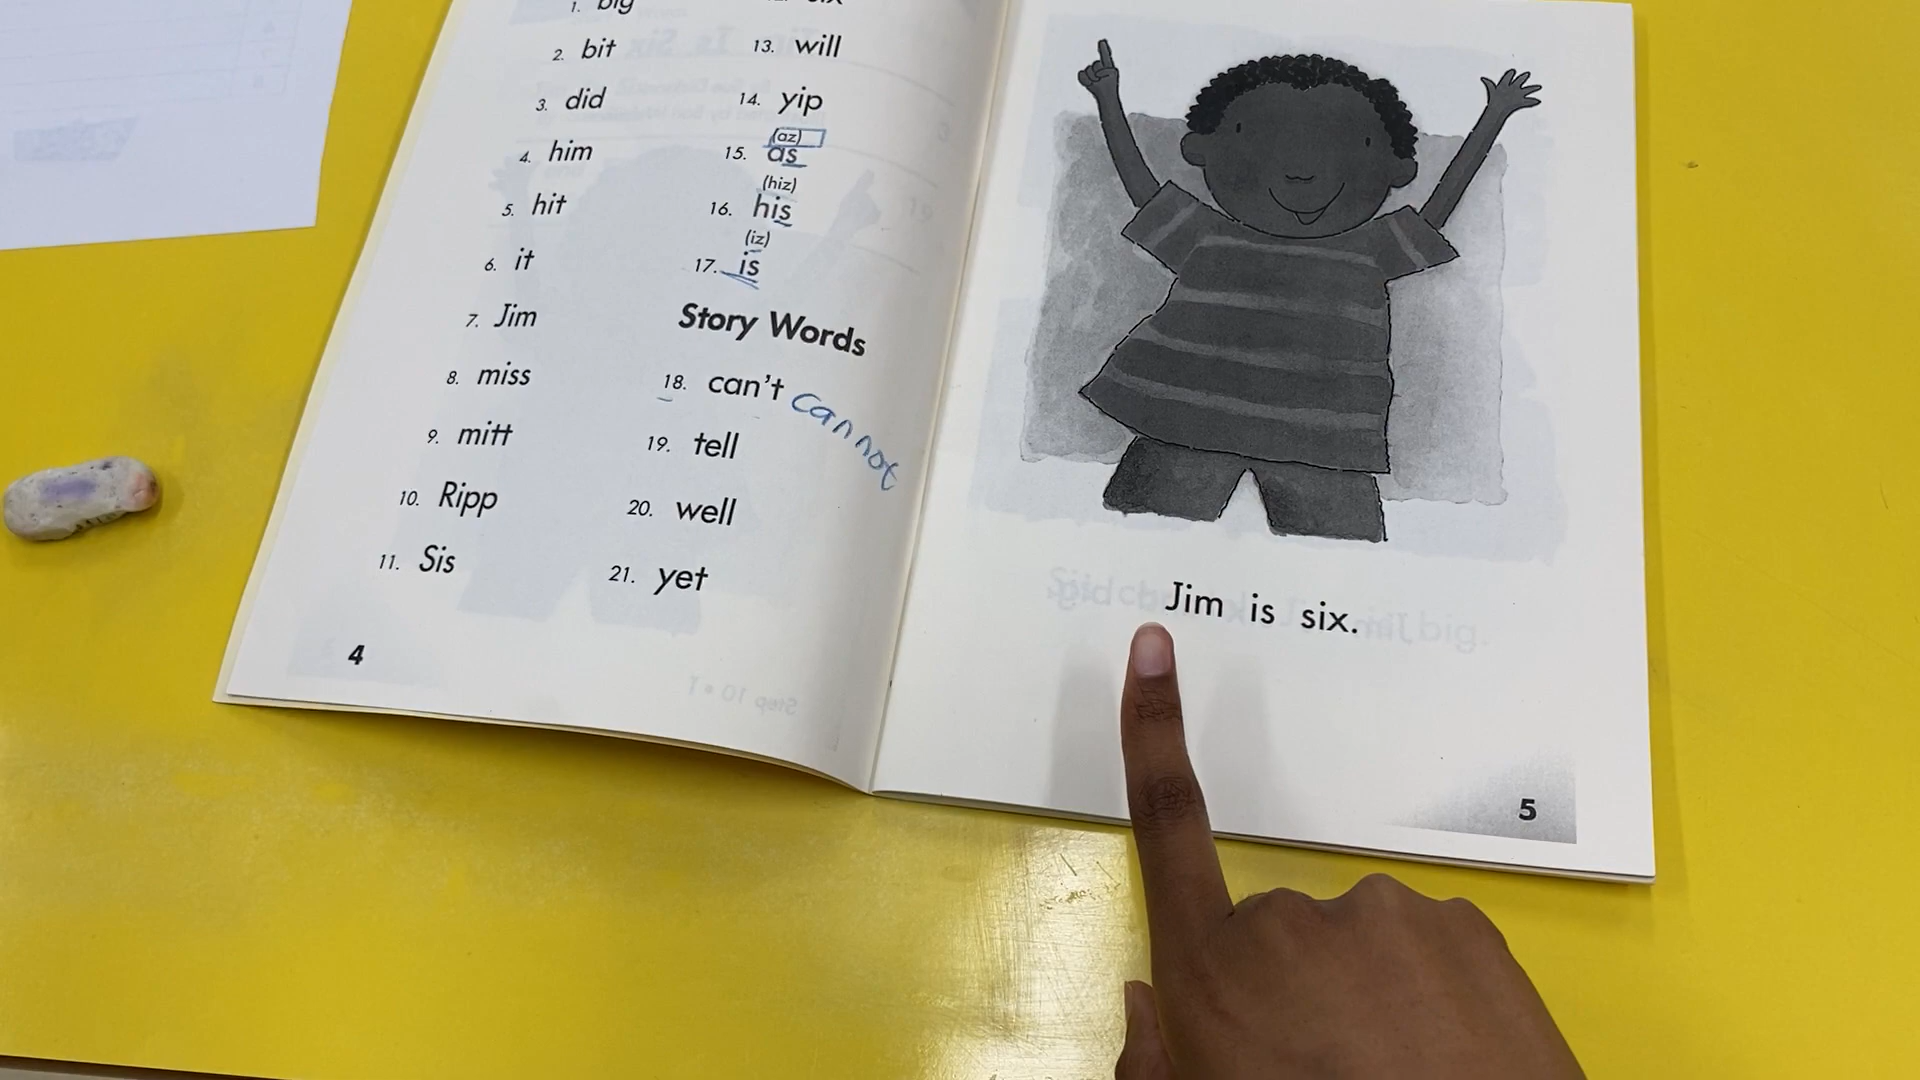 1. big
2. bit
3. did
4. him
5. hit
6. it
7. Jim
8. miss
9. mitt
10. Ripp
11. Sis
12. six
13. will
14. yip
(az)
15. as
(hiz)
16. his
(iz)
17. is
Story Words
18. can't cannot
19. tell
20. well
21. yet
4
Jim is six.
5